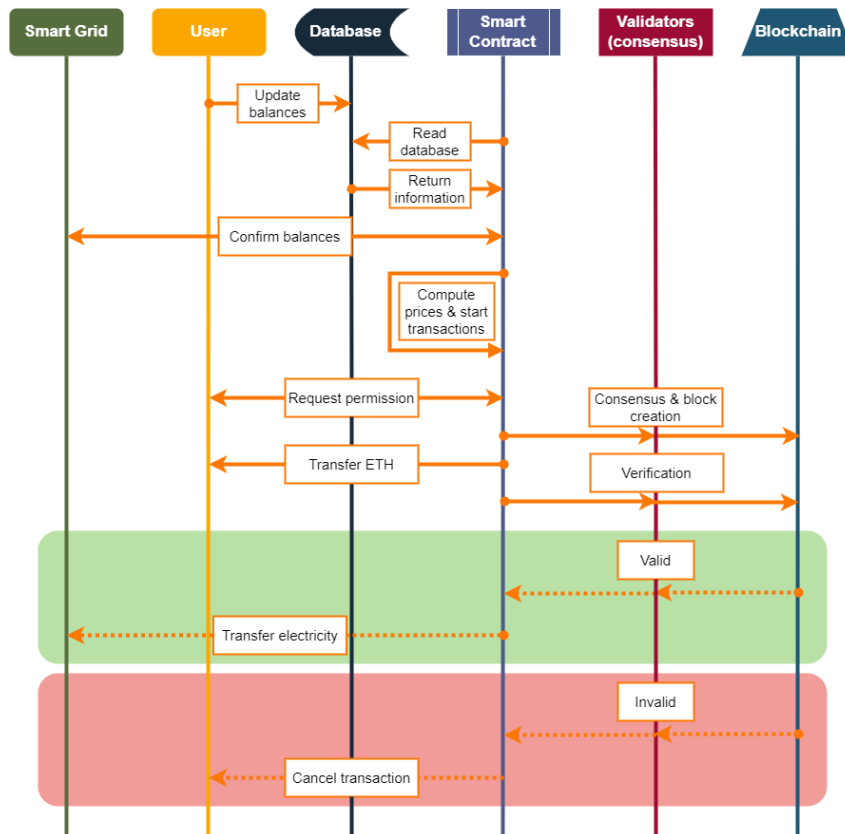 Smart Grid
User
Database
Smart
Contract
Validators
(consensus)
Blockchain
Update
balances
Read
database
Return
information
Confirm balances
Compute
prices & start
transactions
Request permission
Consensus & block
creation
Transfer ETH
Verification
Valid
Transfer electricity
Invalid
Cancel transaction